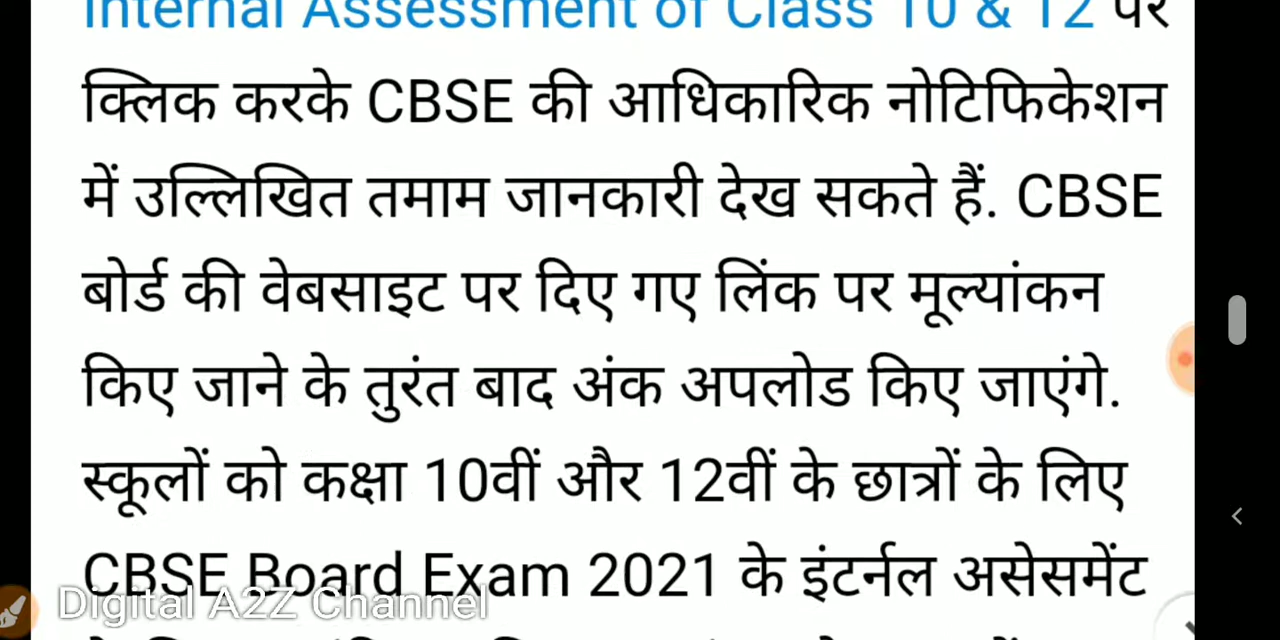 Internal Assessment of Class 10 & 12 पर
क्लिक करके CBSE की आधिकारिक नोटिफिकेशन
में उल्लिखित तमाम जानकारी देख सकते हैं. CBSE
बोर्ड की वेबसाइट पर दिए गए लिंक पर मूल्यांकन
किए जाने के तुरंत बाद अंक अपलोड किए जाएंगे.
स्कूलों को कक्षा 10वीं और 12वीं के छात्रों के लिए
CBSE Board Exam 2021 के इंटर्नल असेसमेंट
Digital A2Z Channel